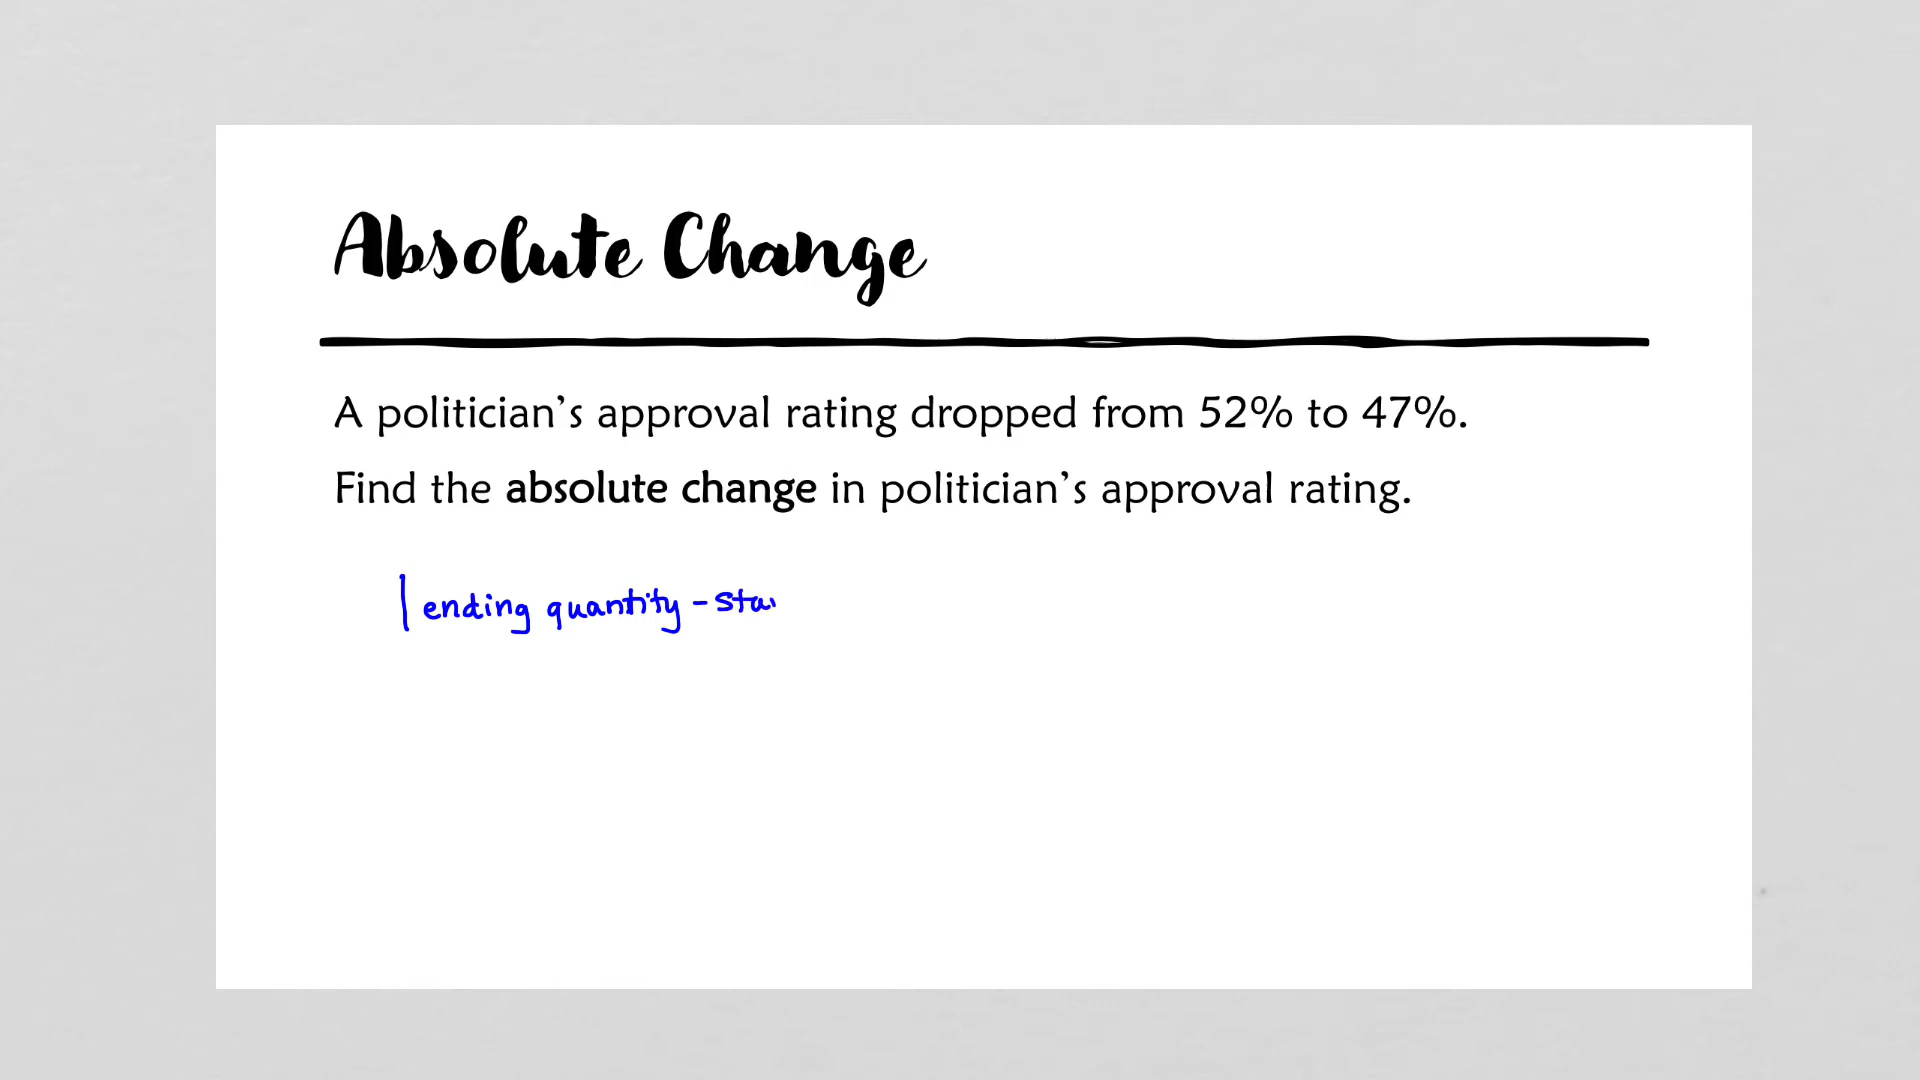 Absolute Change
A politician’s approval rating dropped from 52% to 47%.
Find the absolute change in politician’s approval rating.
| ending quantity - sta